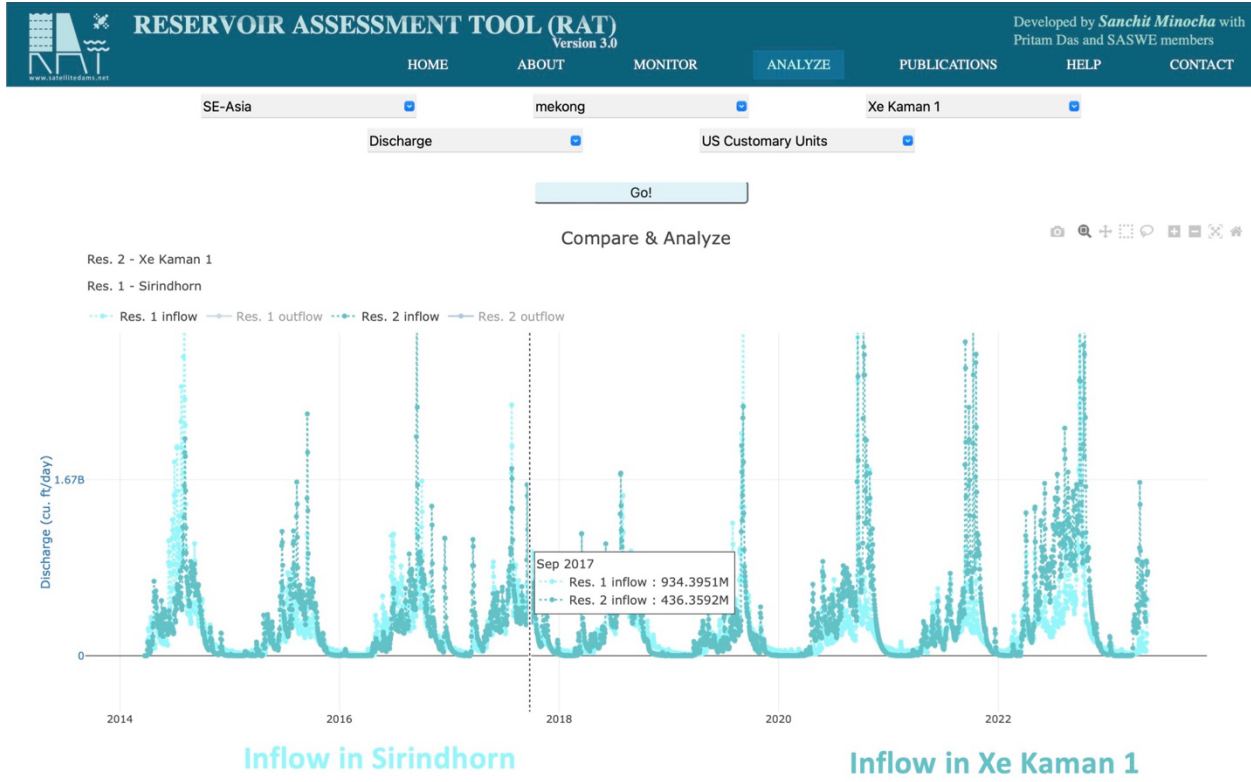 RESERVOIR ASSESSMENT TOOL (RAT)
Version 3.0
Developed by Sanchit Minocha with
Pritam Das and SASWE members
RAT
www.satellitedams.net
HOME ABOUT MONITOR ANALYZE PUBLICATIONS HELP CONTACT
SE-Asia mekong Xe Kaman 1
Discharge US Customary Units
Go!
Compare & Analyze
Res. 2 - Xe Kaman 1
Res. 1 - Sirindhorn
Res. 1 inflow Res. 1 outflow Res. 2 inflow Res. 2 outflow
Discharge (cu. ft/day)
1.67B
Sep 2017
Res. 1 inflow : 934.3951M
Res. 2 inflow : 436.3592M
0
2014 2016 2018 2020 2022
Inflow in Sirindhorn Inflow in Xe Kaman 1